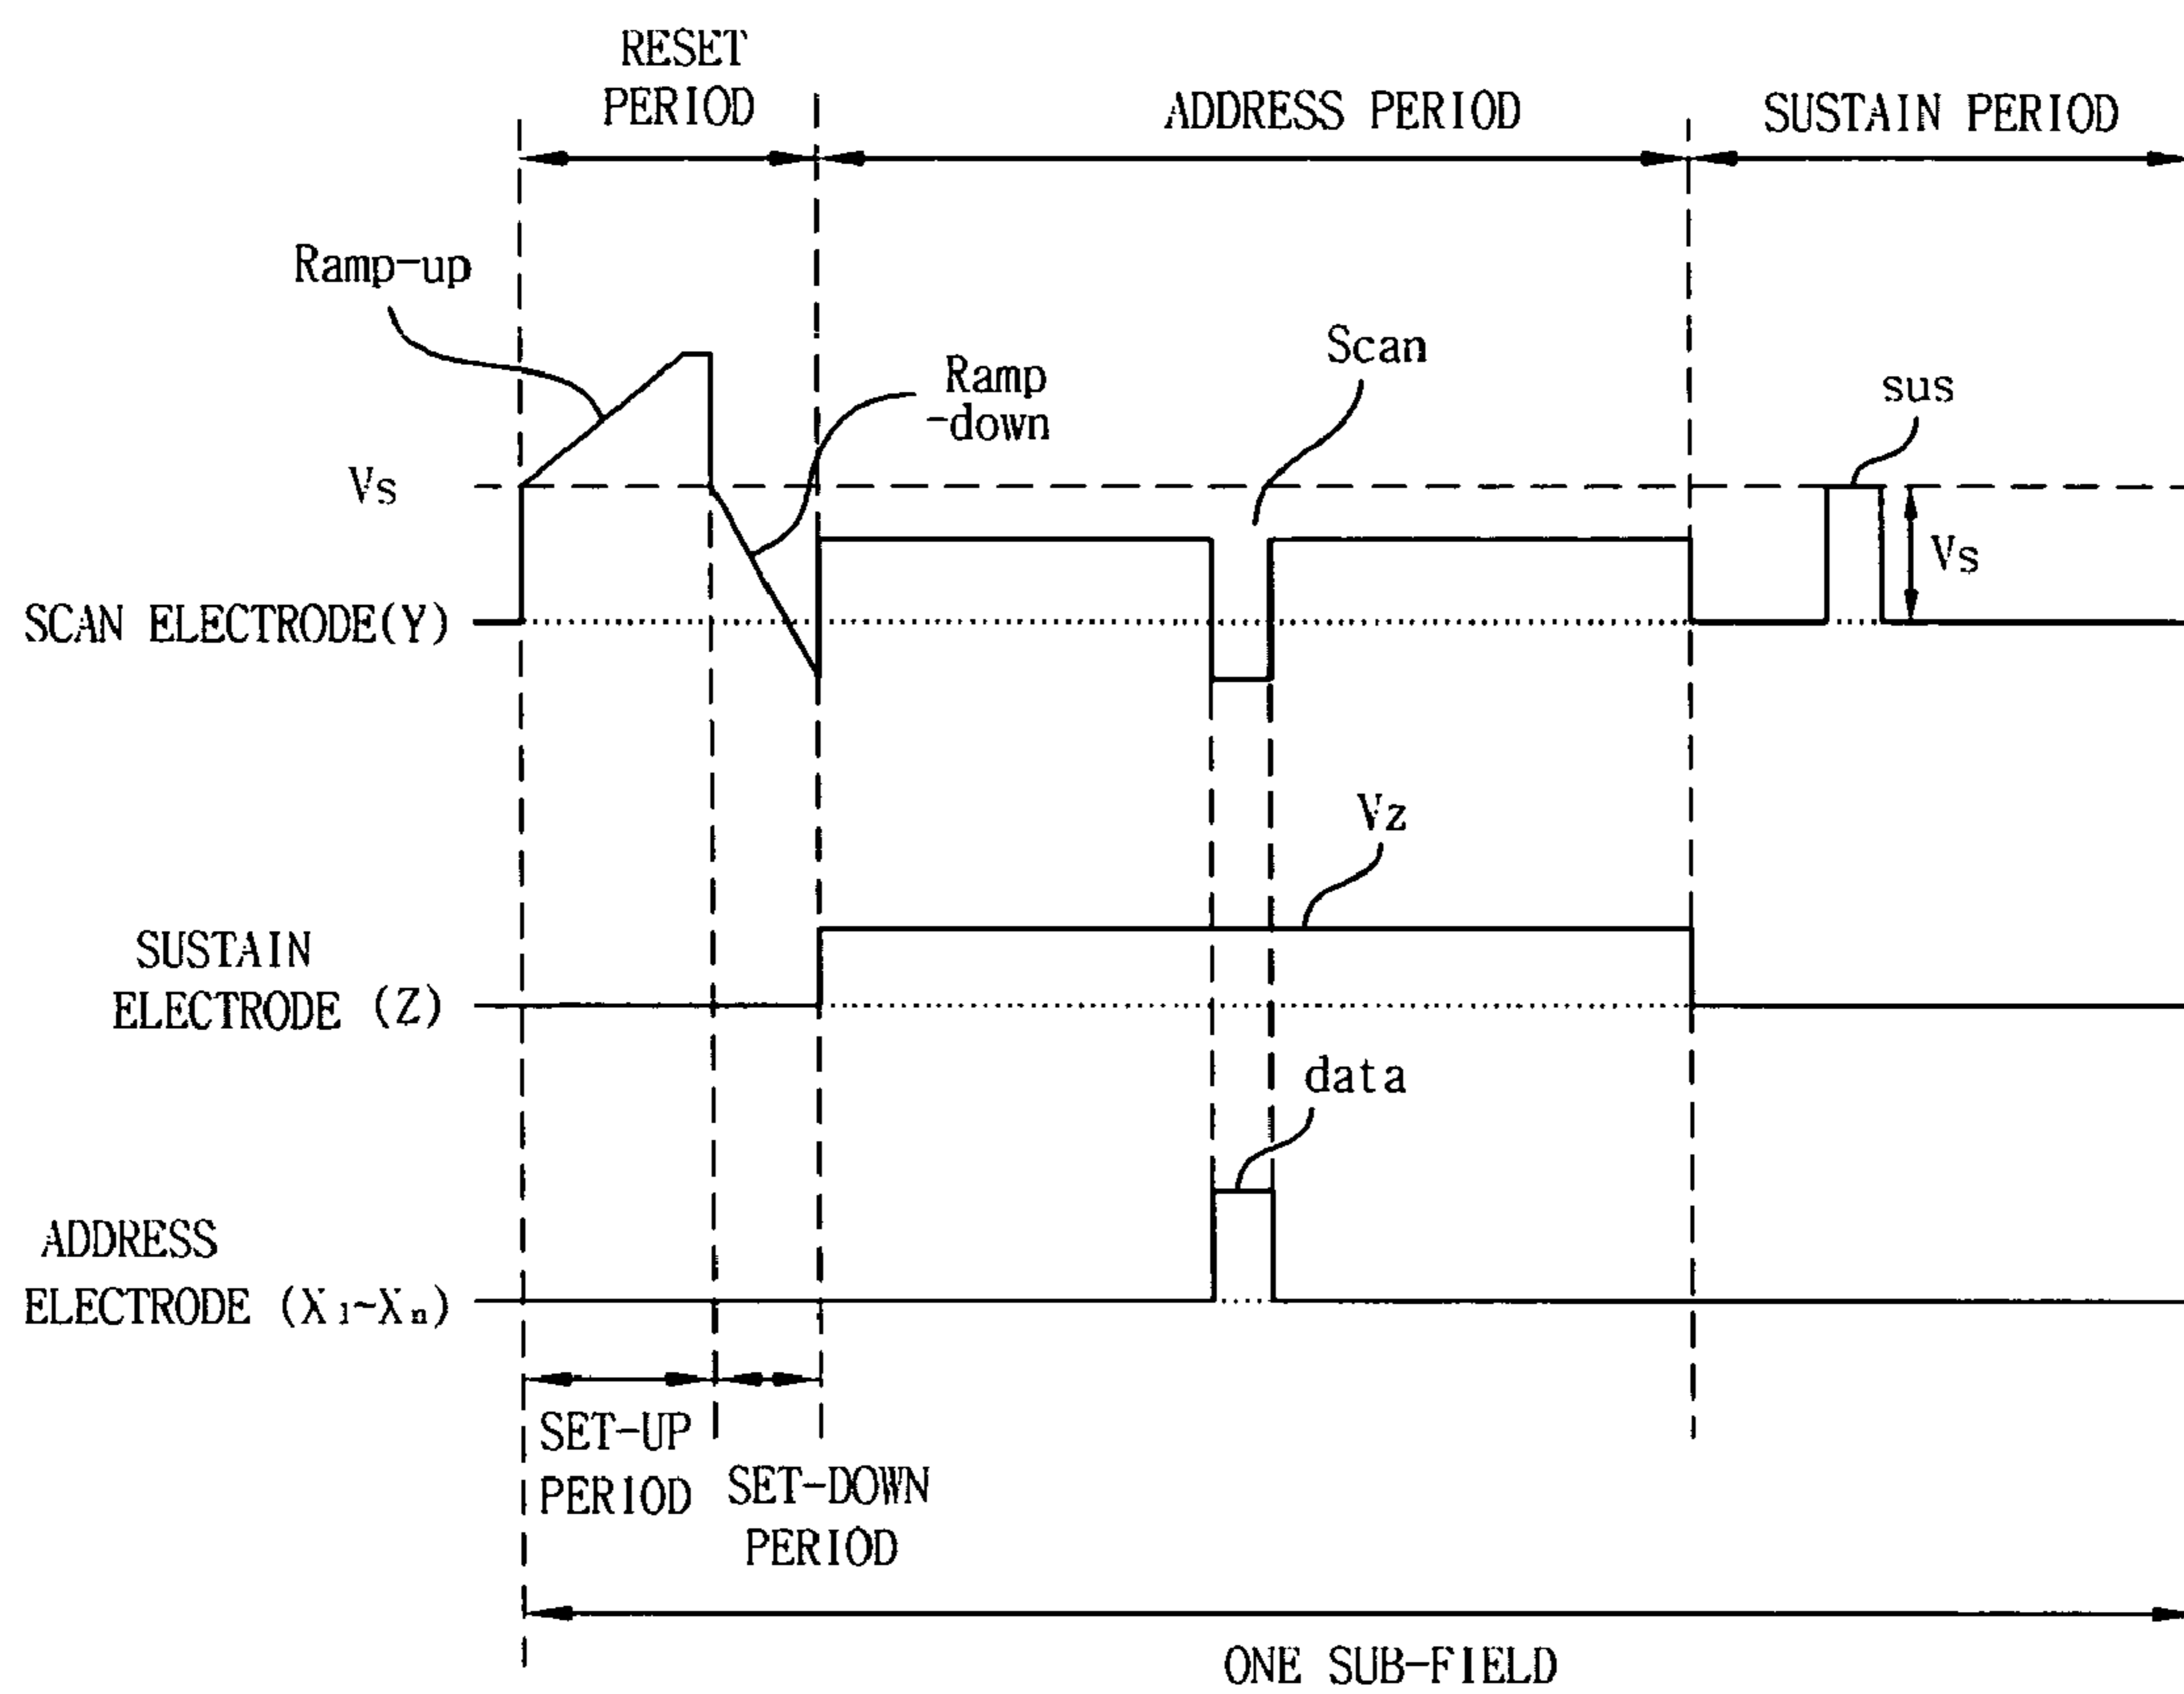 RESET
PERIOD
ADDRESS PERIOD
SUSTAIN PERIOD
Ramp-up
Ramp
-down
Scan
sus
Vs
Vs
SCAN ELECTRODE(Y)
Vz
SUSTAIN
ELECTRODE (Z)
data
ADDRESS
ELECTRODE (X1~Xn)
SET-UP
PERIOD
SET-DOWN
PERIOD
ONE SUB-FIELD